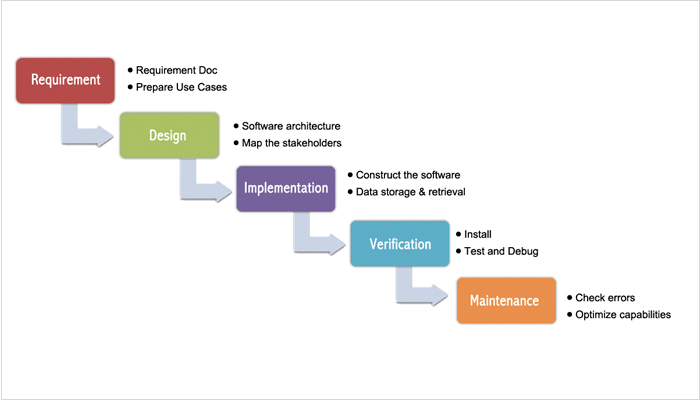 Requirement
● Requirement Doc
● Prepare Use Cases
Design
● Software architecture
● Map the stakeholders
Implementation
● Construct the software
● Data storage & retrieval
Verification
● Install
● Test and Debug
Maintenance
● Check errors
● Optimize capabilities